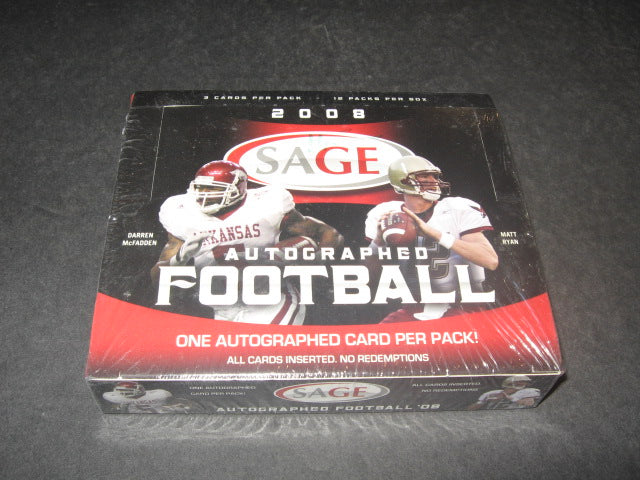 3 CARDS PER PACK 12 PACKS PER BOX
2008
SAGE
DARREN
McFADDEN
ARKANSAS
MATT
RYAN
AUTOGRAPHED
FOOTBALL
ONE AUTOGRAPHED CARD PER PACK!
ALL CARDS INSERTED. NO REDEMPTIONS
ONE AUTOGRAPHED
CARD PER PACK!
SAGE
ALL CARDS INSERTED.
NO REDEMPTIONS!
AUTOGRAPHED FOOTBALL '08